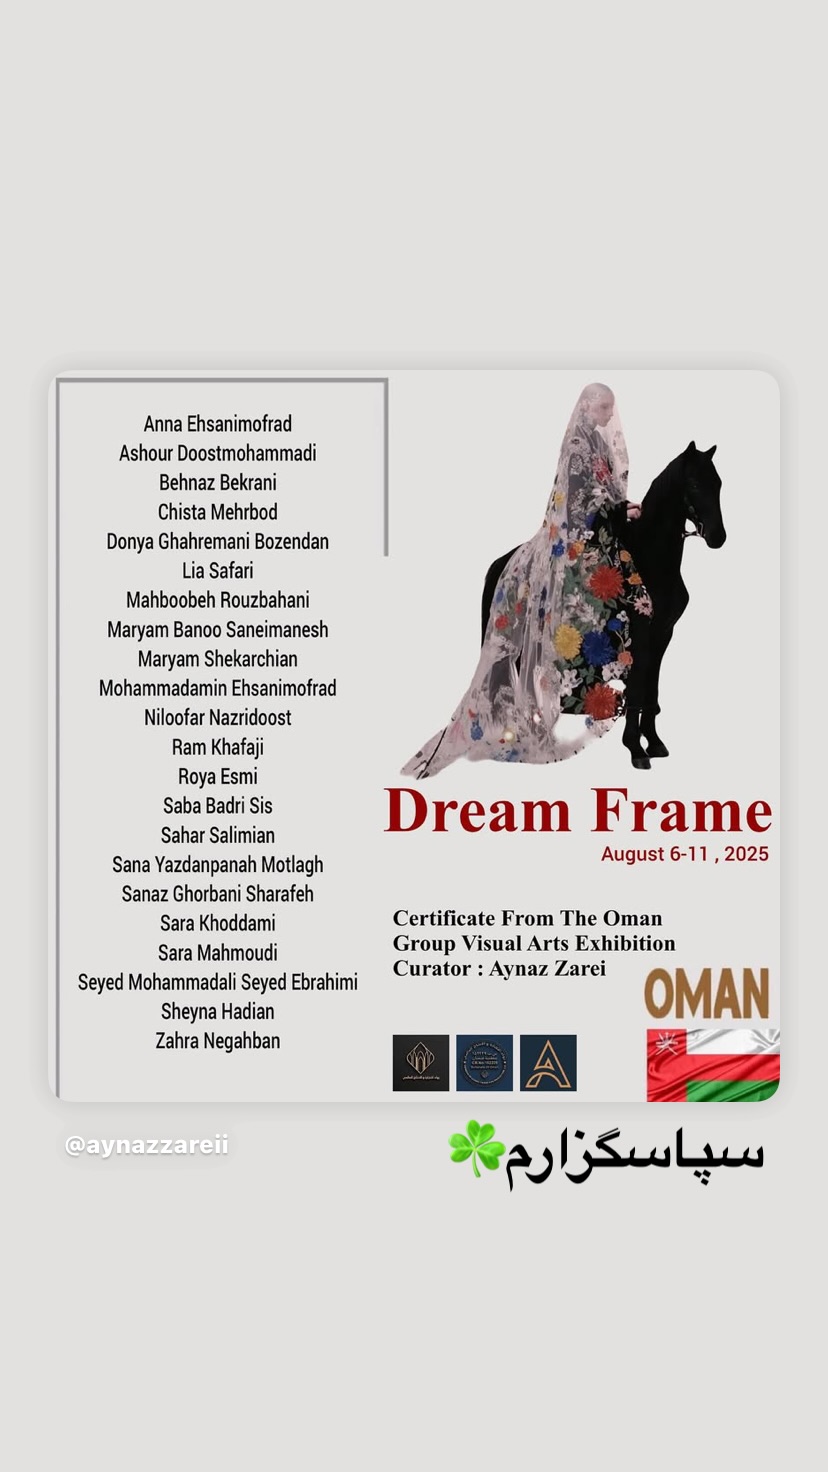 Anna Ehsanimofrad
Ashour Doostmohammadi
Behnaz Bekrani
Chista Mehrbod
Donya Ghahremani Bozendan
Lia Safari
Mahboobeh Rouzbahani
Maryam Banoo Saneimanesh
Maryam Shekarchian
Mohammadamin Ehsanimofrad
Niloofar Nazridoost
Ram Khafaji
Roya Esmi
Saba Badri Sis
Sahar Salimian
Sana Yazdanpanah Motlagh
Sanaz Ghorbani Sharafeh
Sara Khoddami
Sara Mahmoudi
Seyed Mohammadali Seyed Ebrahimi
Sheyna Hadian
Zahra Negahban
Dream Frame
August 6-11 , 2025
Certificate From The Oman
Group Visual Arts Exhibition
Curator : Aynaz Zarei
OMAN
@aynazzareii
سپاسگزارم☘️